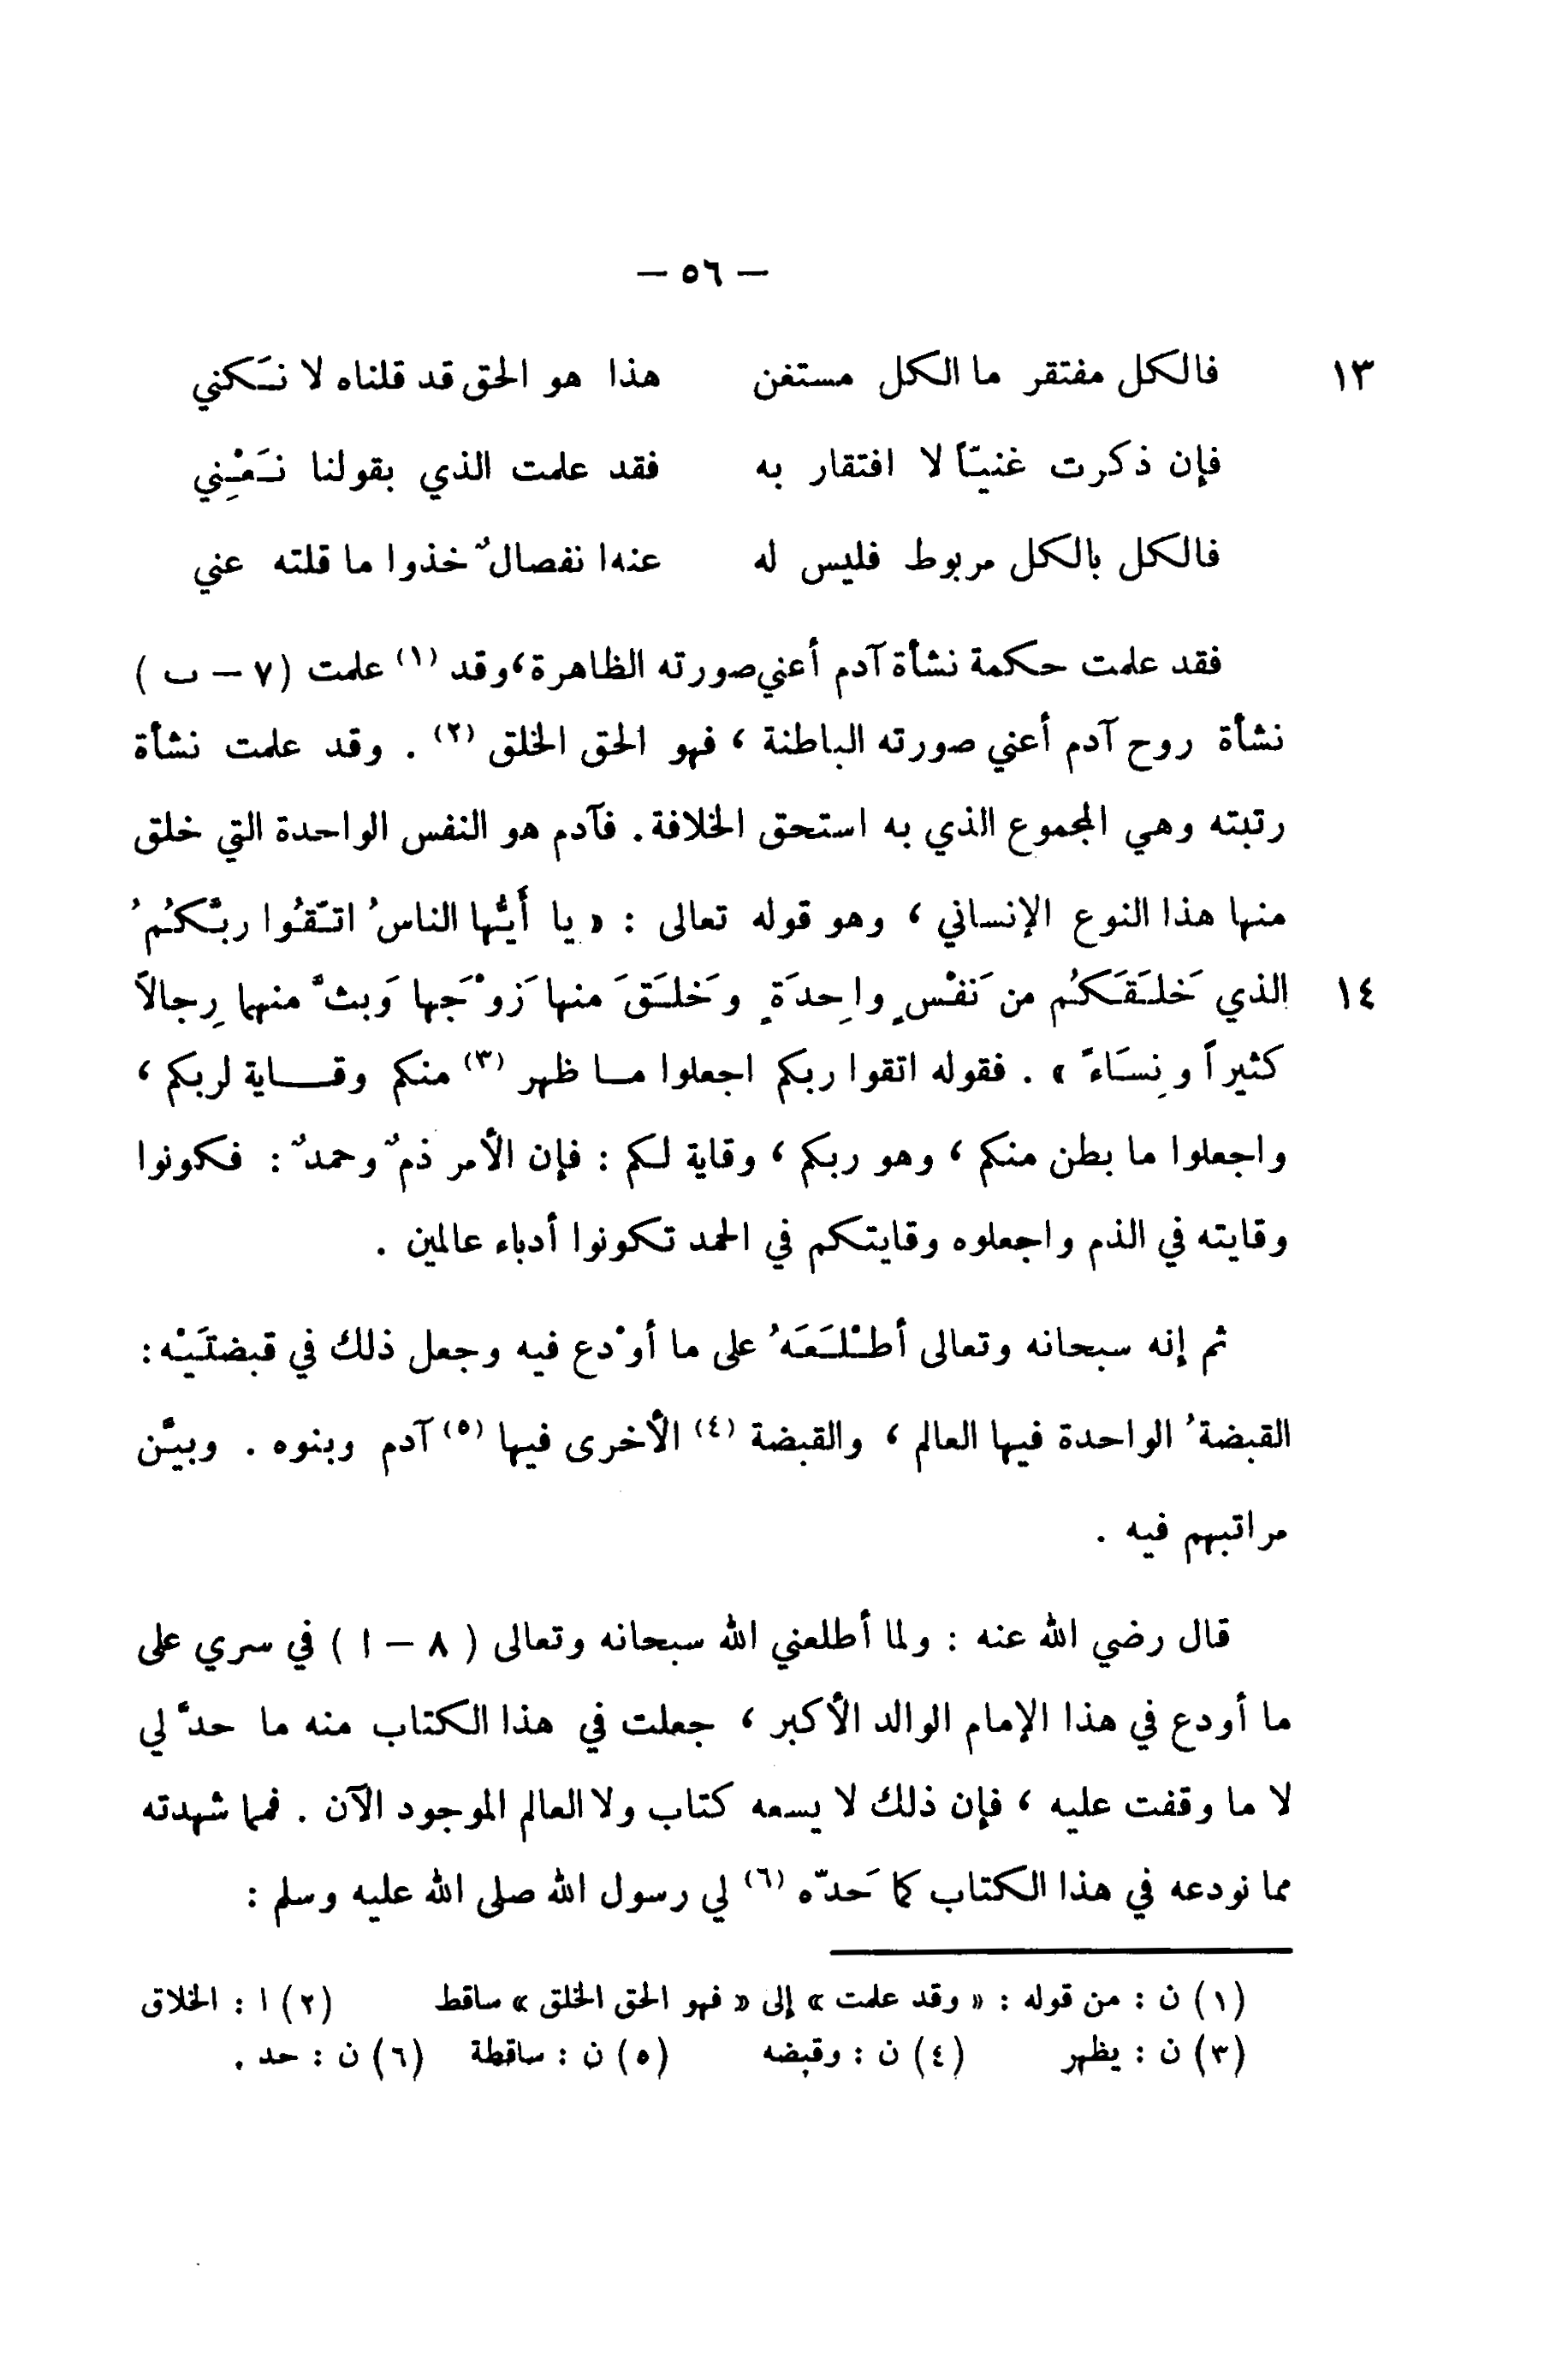 — ٥٦ —
١٣ فالكل مفتقر ما الكل مستغن هذا هو الحق قد قلناه لا نَكني
فإن ذكرت غنيّاً لا افتقار به فقد علمت الذي بقولنا نَعْنِي
فالكل بالكل مربوط فليس له عنه انفصالٌ خذوا ما قلته عني
فقد علمت حكمة نشأة آدم أعني صورته الظاهرة، وقد (١) علمت (٧ – ب)
نشأة روح آدم أعني صورته الباطنة ، فهو الحق الخلق (٢) . وقد علمت نشأة
رتبته وهي المجموع الذي به استحق الخلافة . فآدم هو النفس الواحدة التي خلق
منها هذا النوع الإنساني ، وهو قوله تعالى : « يا أيُّها الناسُ اتَّقُوا ربَّكُمُ
١٤ الذي خَلَقَكُم من نَفْسٍ واحِدَةٍ وخَلَقَ منها زَوْجَها وَبثَّ منهما رِجالاً
كثيراً ونِسَاءً » . فقوله اتقوا ربكم اجعلوا مـا ظهر (٣) منكم وقــاية لربكم ،
واجعلوا ما بطن منكم ، وهو ربكم ، وقاية لكم : فإن الأمر ذمٌ وحمدٌ : فكونوا
وقايته في الذم واجعلوه وقايتكم في الحمد تكونوا أدباء عالمين .
ثم إنه سبحانه وتعالى أطْلَعَهُ على ما أوْدع فيه وجعل ذلك في قبضتَيْه :
القبضةُ الواحدة فيها العالم ، والقبضة (٤) الأخرى فيها (٥) آدم وبنوه . وبيَّن
مراتبهم فيه .
قال رضي الله عنه : ولما أطلعني الله سبحانه وتعالى ( ٨ – ا ) في سري على
ما أودع في هذا الإمام الوالد الأكبر ، جعلت في هذا الكتاب منه ما حدَّ لي
لا ما وقفت عليه ، فإن ذلك لا يسعه كتاب ولا العالم الموجود الآن . فمما شهدته
مما نودعه في هذا الكتاب كما حَدّه (٦) لي رسول الله صلى الله عليه وسلم :
(١) ن : من قوله : « وقد علمت » إلى « فهو الحق الخلق » ساقط (٢) ا : الخلاق
(٣) ن : يظهر (٤) ن : وقبضه (٥) ن : ساقطة (٦) ن : حد .